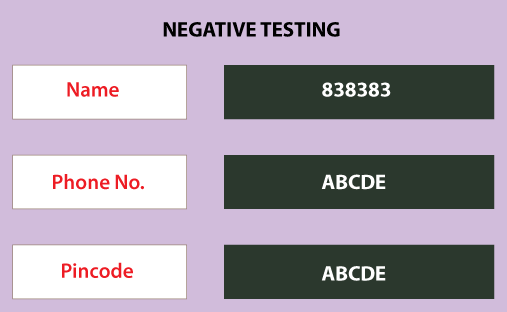 NEGATIVE TESTING
Name 838383
Phone No. ABCDE
Pincode ABCDE